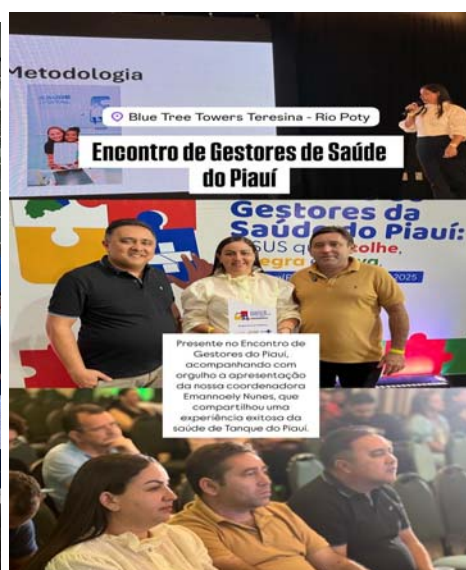 Metodologia
Blue Tree Towers Teresina - Rio Poty
Encontro de Gestores de Saúde
do Piauí
Gestores da
Saúde do Piauí:
SUS que
2025
Presente no Encontro de
Gestores do Piauí,
acompanhando com
orgulho a apresentação
da nossa coordenadora
Emannoely Nunes, que
compartilhou uma
experiência exitosa da
saúde de Tanque do Piauí.